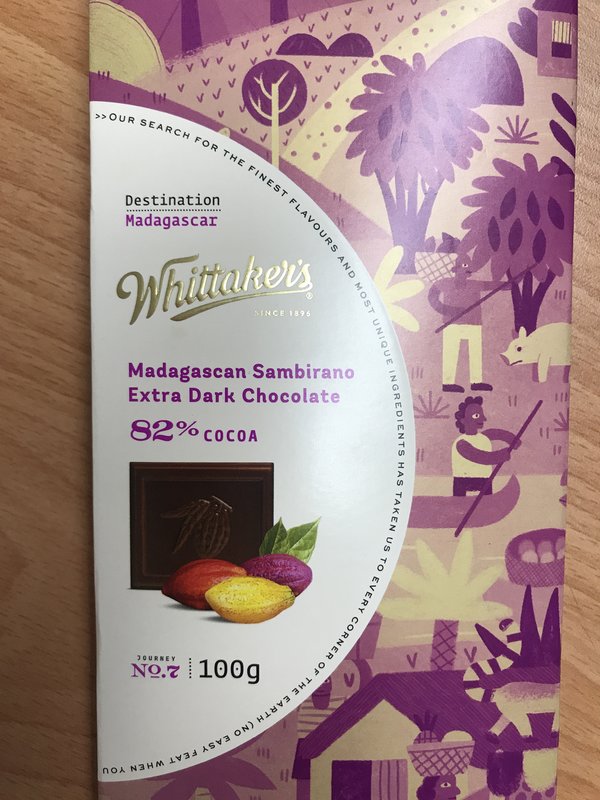 >>OUR SEARCH FOR THE FINEST FLAVOURS AND MOST UNIQUE INGREDIENTS HAS TAKEN US TO EVERY CORNER OF THE EARTH (NO EASY FEAT WHEN YOU
Destination
Madagascar
Whittaker's®
SINCE 1896
Madagascan Sambirano
Extra Dark Chocolate
82% COCOA
JOURNEY
No.7
100g